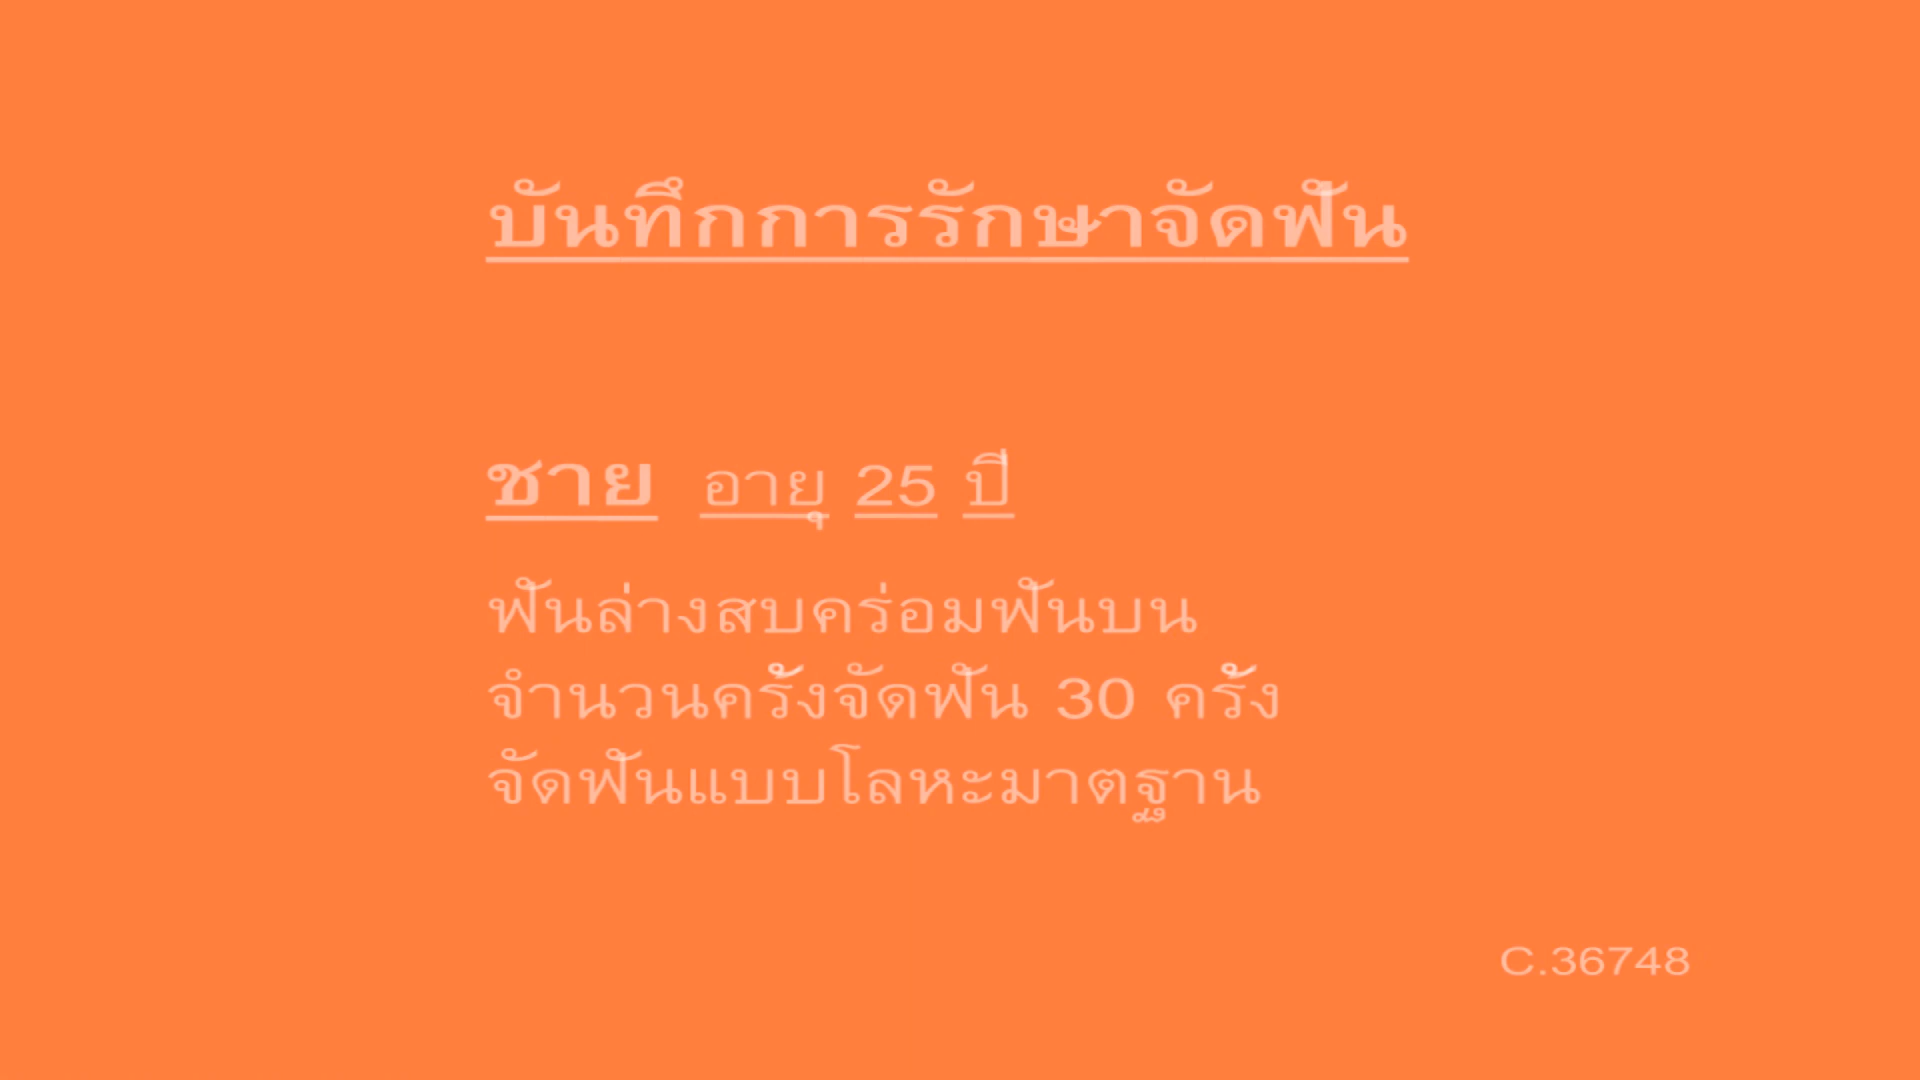 บันทึกการรักษาจัดฟัน
ชาย อายุ 25 ปี
ฟันล่างสบคร่อมฟันบน
จำนวนครั้งจัดฟัน 30 ครั้ง
จัดฟันแบบโลหะมาตฐาน
C.36748